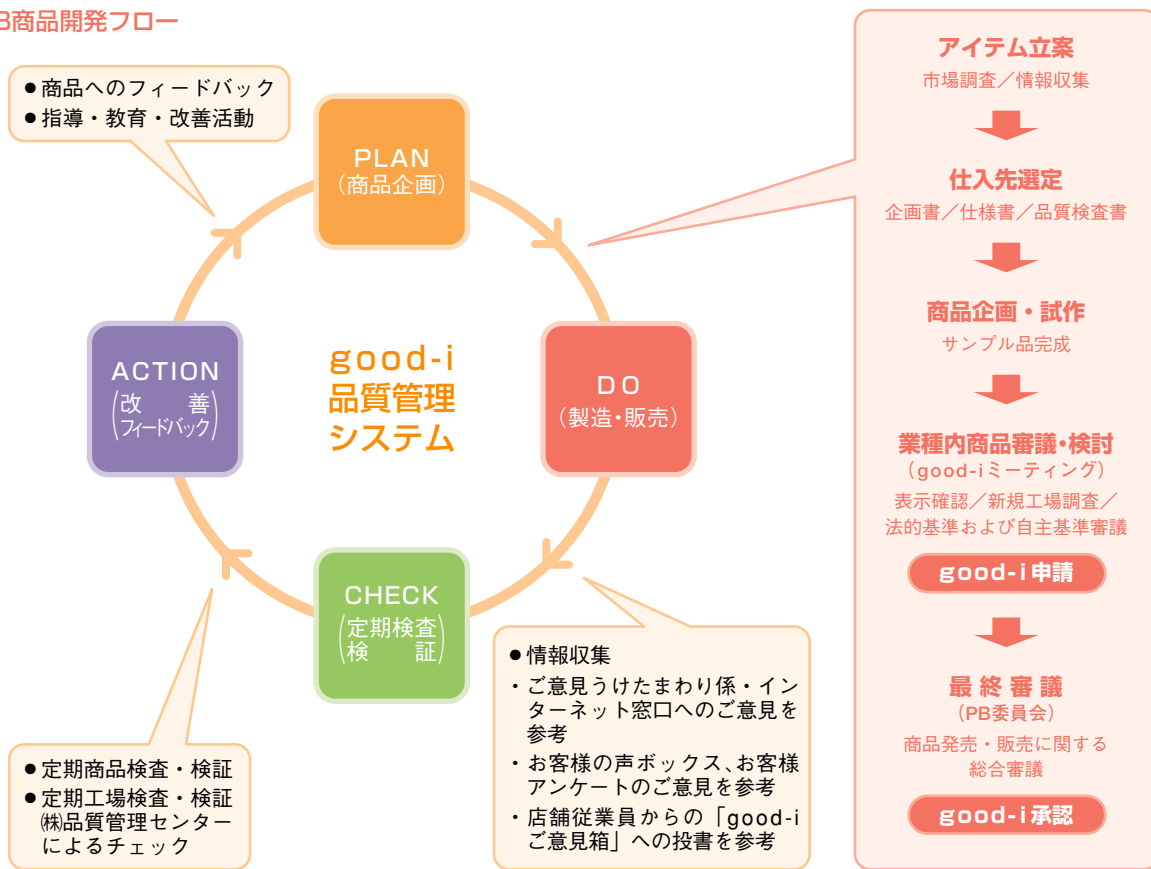 B商品開発フロー
●商品へのフィードバック
●指導・教育・改善活動
PLAN
(商品企画)
DO
(製造・販売)
CHECK
(定期検査
検　証)
ACTION
(改　善
フィードバック)
good-i
品質管理
システム
●定期商品検査・検証
●定期工場検査・検証
㈱品質管理センター
によるチェック
●情報収集
・ご意見うけたまわり係・イン
ターネット窓口へのご意見を
参考
・お客様の声ボックス、お客様
アンケートのご意見を参考
・店舗従業員からの「good-i
ご意見箱」への投書を参考
アイテム立案
市場調査／情報収集
仕入先選定
企画書／仕様書／品質検査書
商品企画・試作
サンプル品完成
業種内商品審議・検討
(good-iミーティング)
表示確認／新規工場調査／
法的基準および自主基準審議
good-i申請
最終審議
(PB委員会)
商品発売・販売に関する
総合審議
good-i承認